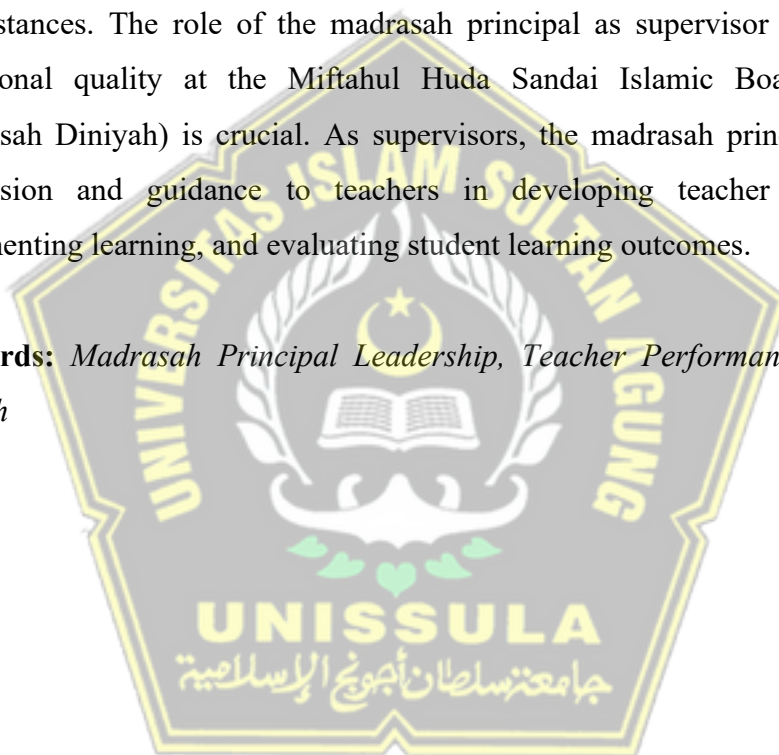 stances. The role of the madrasah principal as supervisor
onal quality at the Miftahul Huda Sandai Islamic Boa
sah Diniyah) is crucial. As supervisors, the madrasah prin
sion and guidance to teachers in developing teacher
nenting learning, and evaluating student learning outcomes.
rds: Madrasah Principal Leadership, Teacher Performan
h
UNIVERSITAS ISLAM SULTAN AGUNG
UNISSULA
جامعة سلطان أجونج الإسلامية